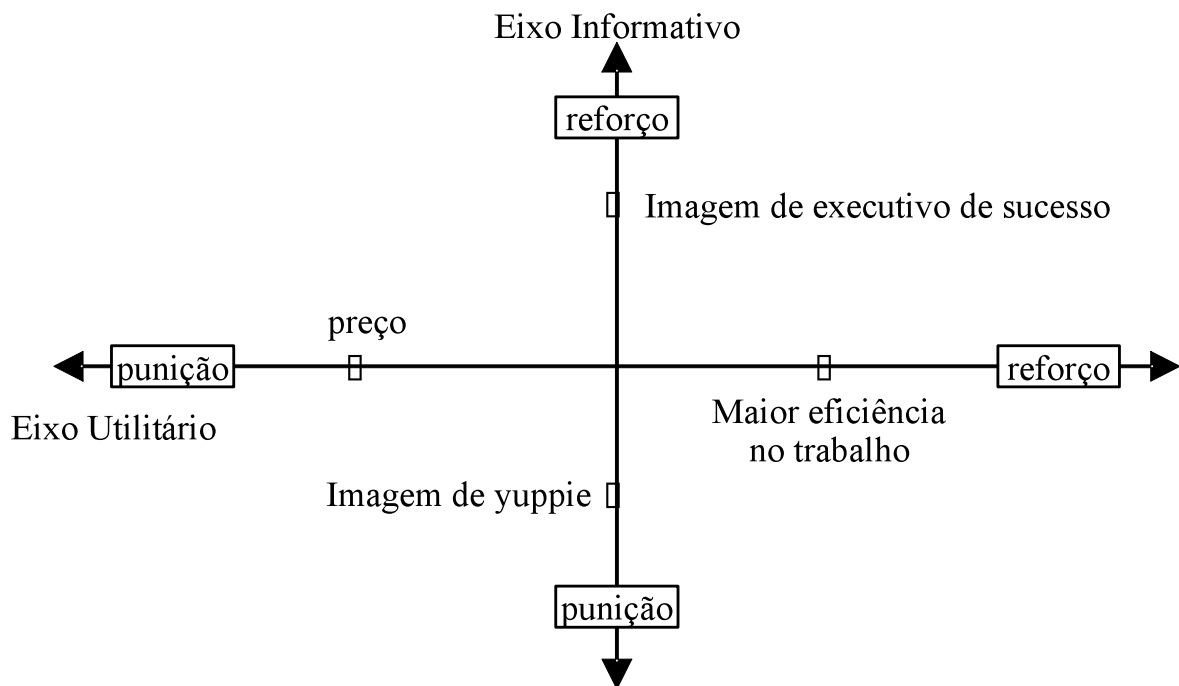 Eixo Informativo
reforço
Imagem de executivo de sucesso
preço
punição
reforço
Eixo Utilitário
Maior eficiência
no trabalho
Imagem de yuppie
punição